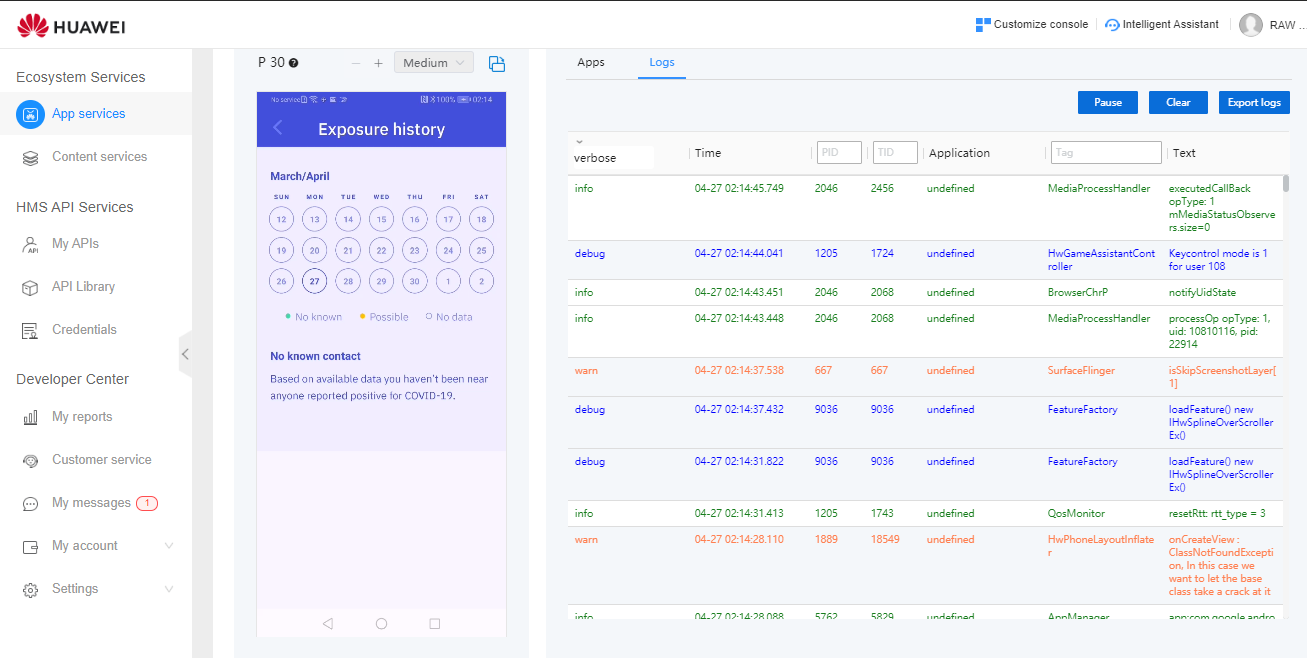 HUAWEI
Customize console
Intelligent Assistant
RAW ...
Ecosystem Services
App services
Content services
HMS API Services
My APIs
API Library
Credentials
Developer Center
My reports
Customer service
My messages 1
My account
Settings
P 30 ?
− + Medium
No service
100% 02:14
Exposure history
March/April
SUN MON TUE WED THU FRI SAT
12 13 14 15 16 17 18
19 20 21 22 23 24 25
26 27 28 29 30 1 2
No known Possible No data
No known contact
Based on available data you haven't been near
anyone reported positive for COVID-19.
Apps Logs
Pause Clear Export logs
verbose Time PID TID Application Tag Text
info 04-27 02:14:45.749 2046 2456 undefined MediaProcessHandler executedCallBack
opType: 1
mMediaStatusObserve
rs.size=0
debug 04-27 02:14:44.041 1205 1724 undefined HwGameAssistantCont Keycontrol mode is 1
roller for user 108
info 04-27 02:14:43.451 2046 2068 undefined BrowserChrP notifyUidState
info 04-27 02:14:43.448 2046 2068 undefined MediaProcessHandler processOp opType: 1,
uid: 10810116, pid:
22914
warn 04-27 02:14:37.538 667 667 undefined SurfaceFlinger isSkipScreenshotLayer[
1]
debug 04-27 02:14:37.432 9036 9036 undefined FeatureFactory loadFeature() new
IHwSplineOverScroller
Ex()
debug 04-27 02:14:31.822 9036 9036 undefined FeatureFactory loadFeature() new
IHwSplineOverScroller
Ex()
info 04-27 02:14:31.413 1205 1743 undefined QosMonitor resetRtt: rtt_type = 3
warn 04-27 02:14:28.110 1889 18549 undefined HwPhoneLayoutInflate onCreateView :
r ClassNotFoundExcepti
on, In this case we
want to let the base
class take a crack at it
info 04-27 02:14:28.088 5762 5829 undefined AppManager app:com.google.andro